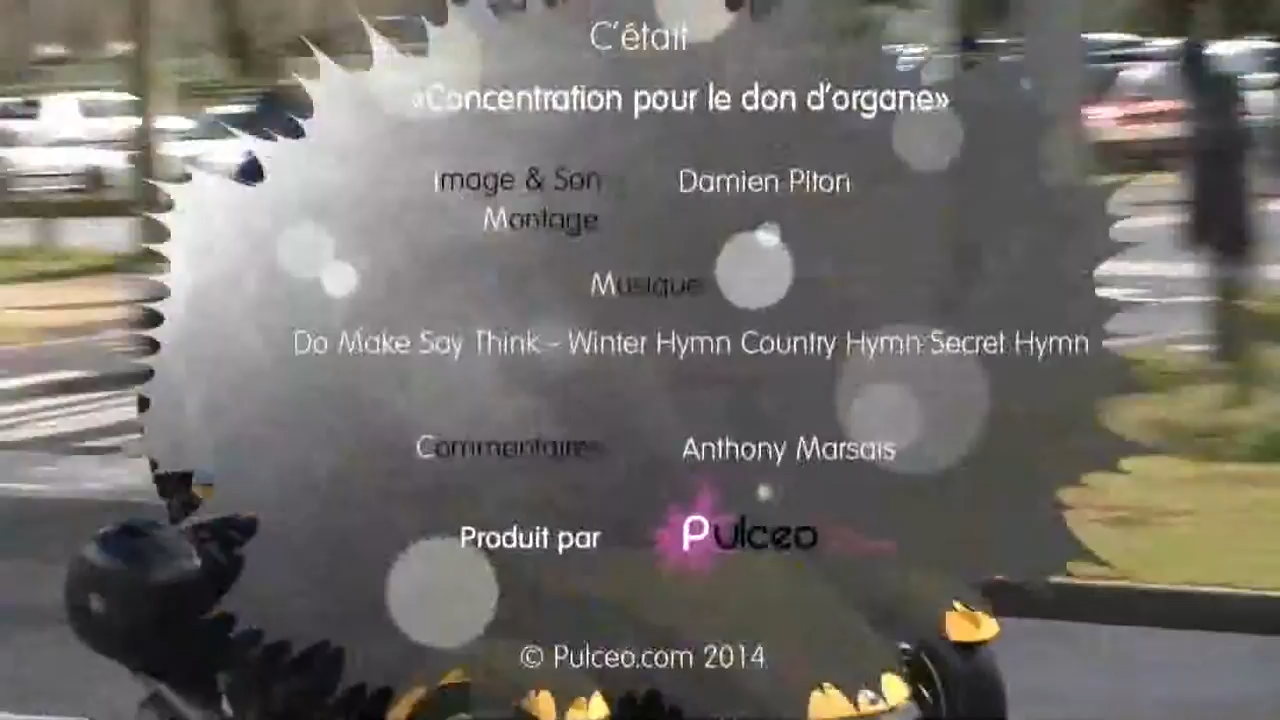 C'était
«Concentration pour le don d'organe»
Image & Son Damien Piton
Montage
Musique
Do Make Say Think - Winter Hymn Country Hymn Secret Hymn
Commentaires Anthony Marsais
Produit par Pulceo
© Pulceo.com 2014